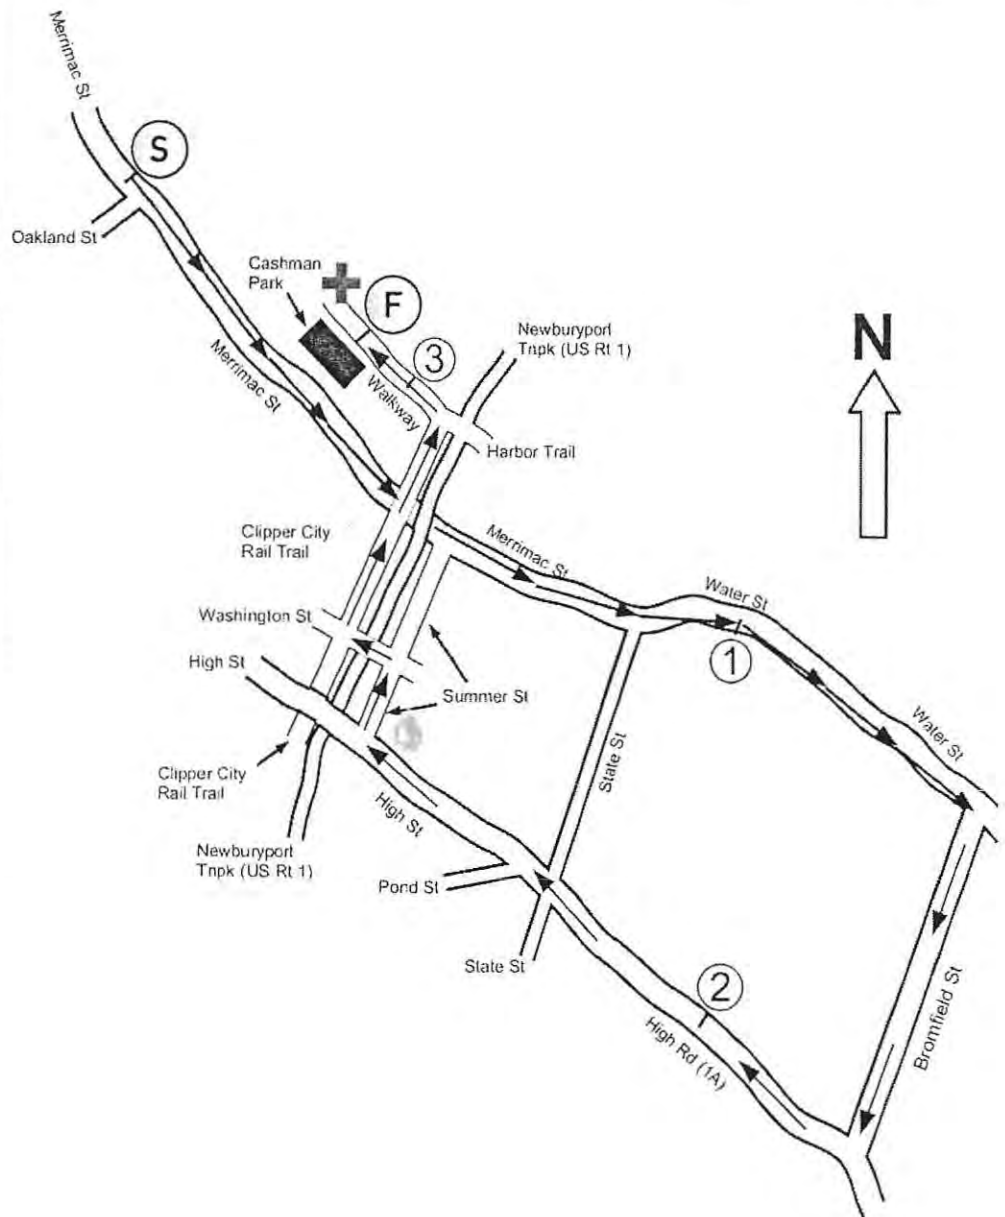 Merrimac St
S
Oakland St
Cashman
Park
F
3
Newburyport
Tnpk (US Rt 1)
N
Merrimac St
Walkway
Harbor Trail
Clipper City
Rail Trail
Merrimac St
Water St
Washington St
High St
1
Summer St
Water St
State St
Clipper City
Rail Trail
High St
Newburyport
Tnpk (US Rt 1)
Pond St
State St
2
High Rd (1A)
Bromfield St